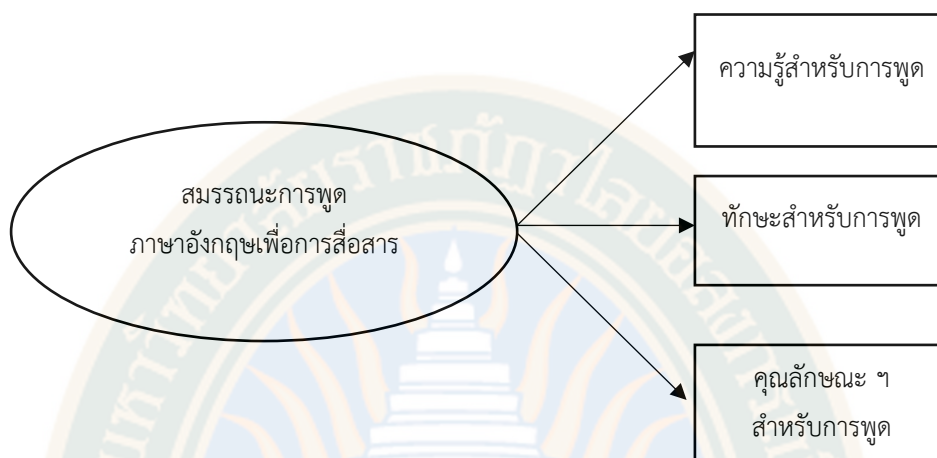 ความรู้สำหรับการพูด
สมรรถนะการพูด
ภาษาอังกฤษเพื่อการสื่อสาร
ทักษะสำหรับการพูด
คุณลักษณะ ฯ
สำหรับการพูด